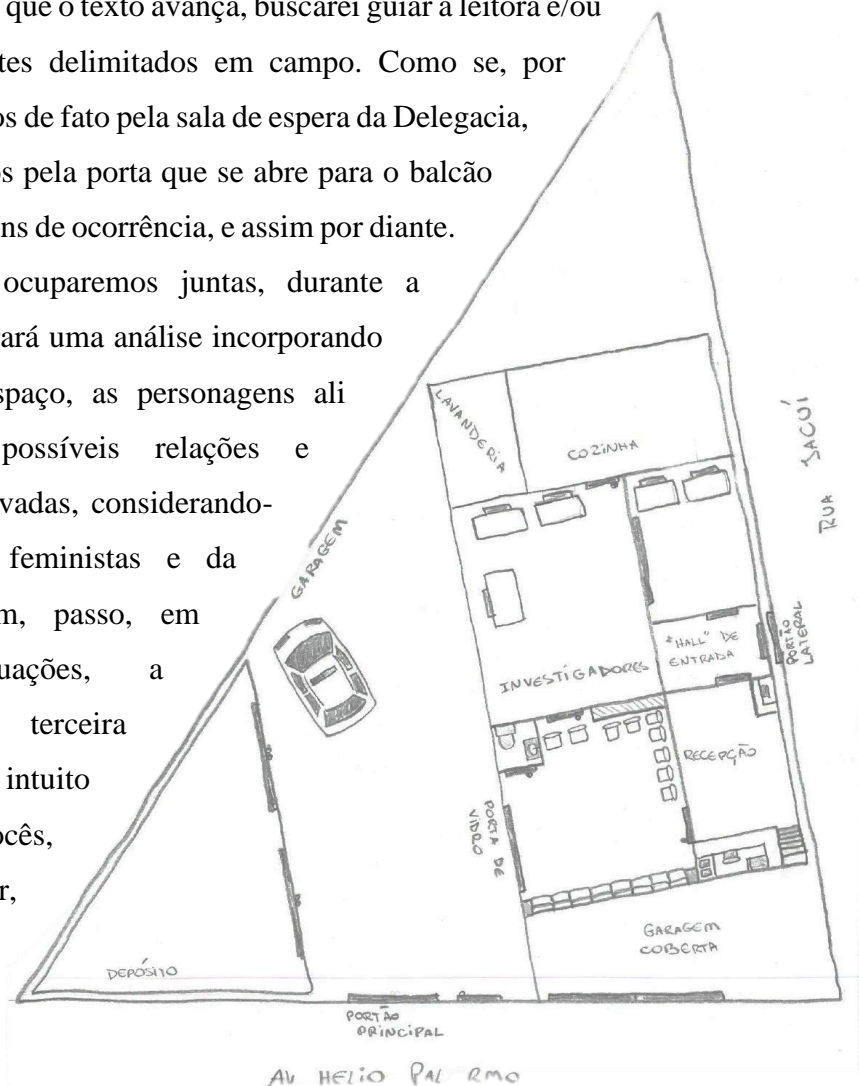 que o texto avança, buscarei guiar a leitora e/ou
tes delimitados em campo. Como se, por
os de fato pela sala de espera da Delegacia,
s pela porta que se abre para o balcão
ns de ocorrência, e assim por diante.
ocuparemos juntas, durante a
rará uma análise incorporando
spaço, as personagens ali
possíveis relações e
vadas, considerando-
feministas e da
m, passo, em
uações, a
terceira
intuito
ocês,
r,
LAVANDERIA
COZINHA
RUA JACUÍ
GARAGEM
"HALL" DE
ENTRADA
PORTÃO
LATERAL
INVESTIGADORES
RECEPÇÃO
PORTA DE
VIDRO
GARAGEM
COBERTA
DEPÓSITO
PORTÃO
PRINCIPAL
AV HELIO PAL RMO